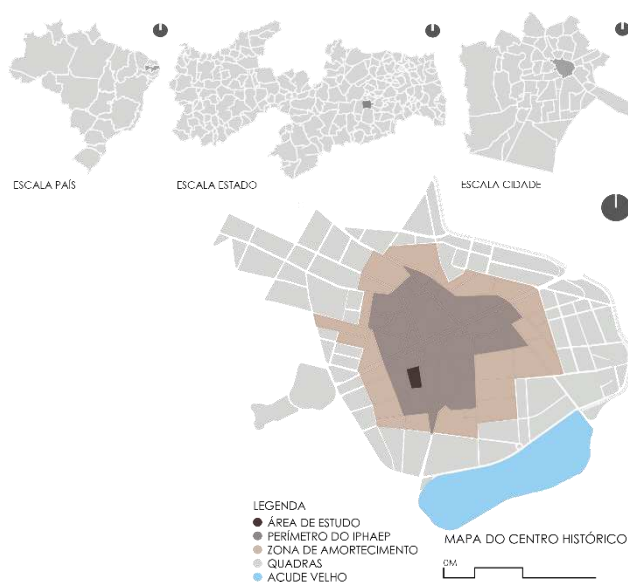 ESCALA PAÍS
ESCALA ESTADO
ESCALA CIDADE
LEGENDA
ÁREA DE ESTUDO
PERÍMETRO DO IPHAEP
ZONA DE AMORTECIMENTO
QUADRAS
ACUDE VELHO
MAPA DO CENTRO HISTÓRICO
0M